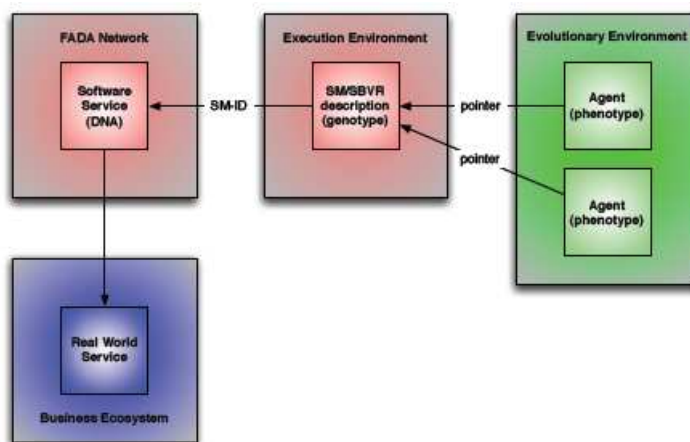 FADA Network
Software
Service
(DNA)
SM-ID
Execution Environment
SM/SBVR
description
(genotype)
pointer
pointer
Evolutionary Environment
Agent
(phenotype)
Agent
(phenotype)
Real World
Service
Business Ecosystem